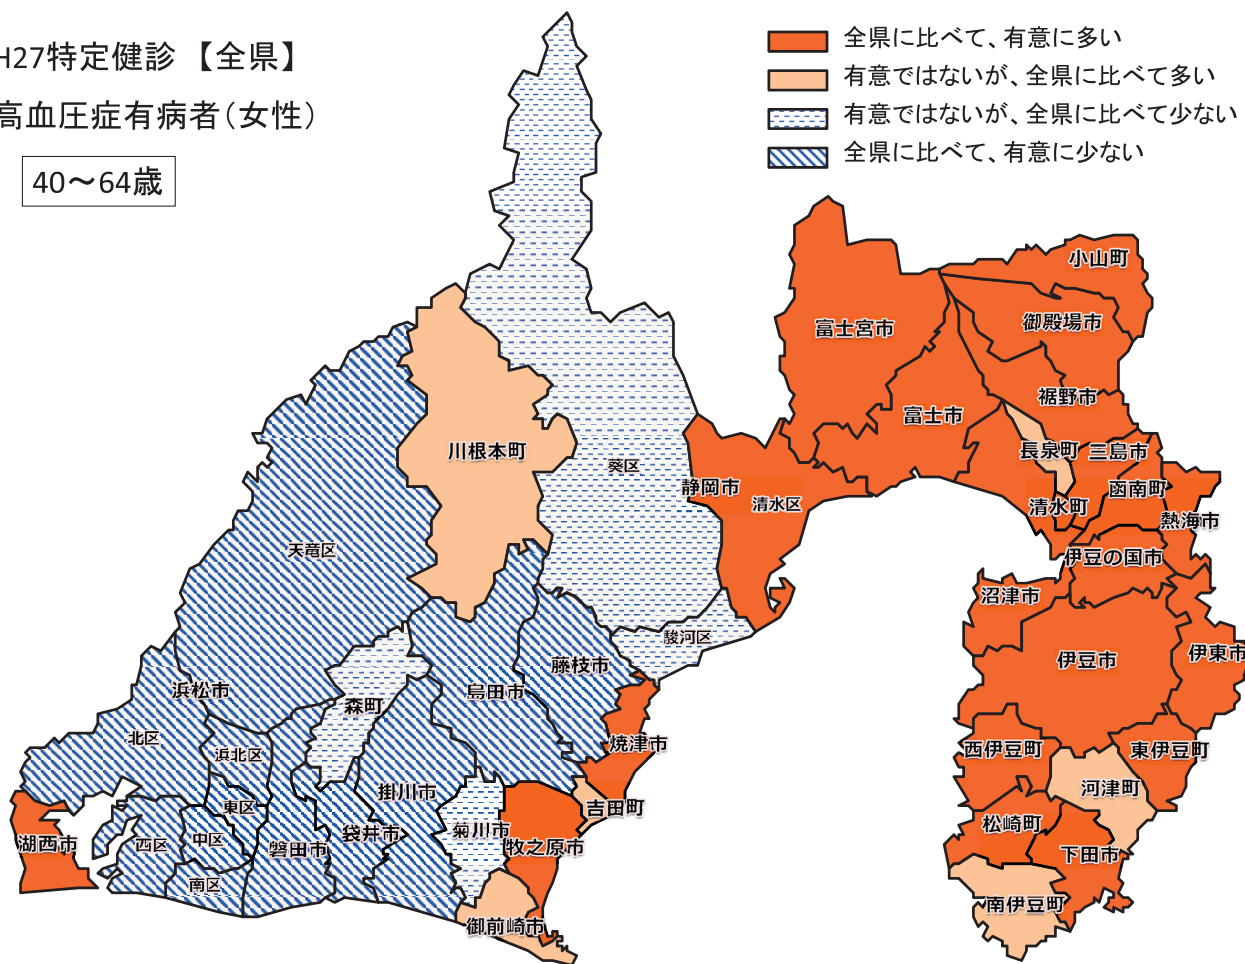 H27特定健診 【全県】
高血圧症有病者(女性)
40～64歳
全県に比べて、有意に多い
有意ではないが、全県に比べて多い
有意ではないが、全県に比べて少ない
全県に比べて、有意に少ない
小山町
御殿場市
富士宮市
裾野市
富士市
長泉町
三島市
川根本町
葵区
静岡市
清水区
清水町
函南町
熱海市
天竜区
伊豆の国市
沼津市
駿河区
藤枝市
伊豆市
伊東市
浜松市
島田市
森町
北区
浜北区
焼津市
西伊豆町
東伊豆町
掛川市
河津町
東区
吉田町
湖西市
西区
中区
磐田市
袋井市
菊川市
牧之原市
松崎町
下田市
南区
御前崎市
南伊豆町